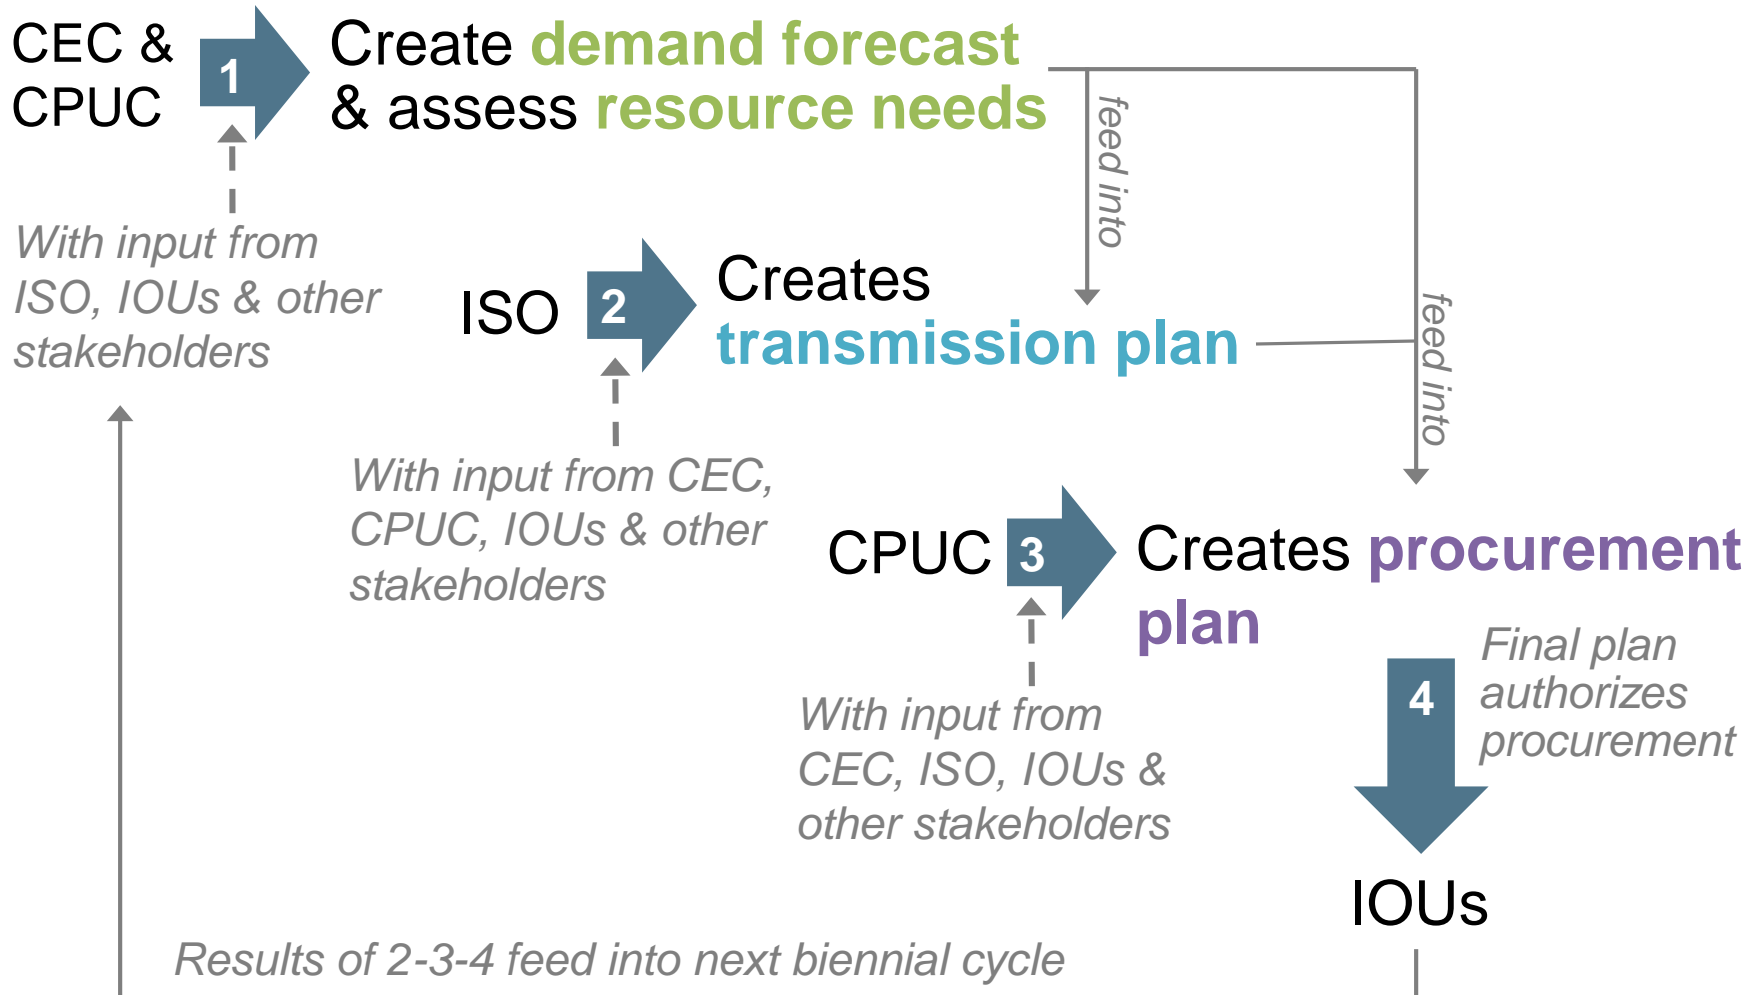 CEC &
CPUC
1
Create demand forecast
& assess resource needs
feed into
With input from
ISO, IOUs & other
stakeholders
ISO
2
Creates
transmission plan
feed into
With input from CEC,
CPUC, IOUs & other
stakeholders
CPUC
3
Creates procurement
plan
With input from
CEC, ISO, IOUs &
other stakeholders
4
Final plan
authorizes
procurement
IOUs
Results of 2-3-4 feed into next biennial cycle